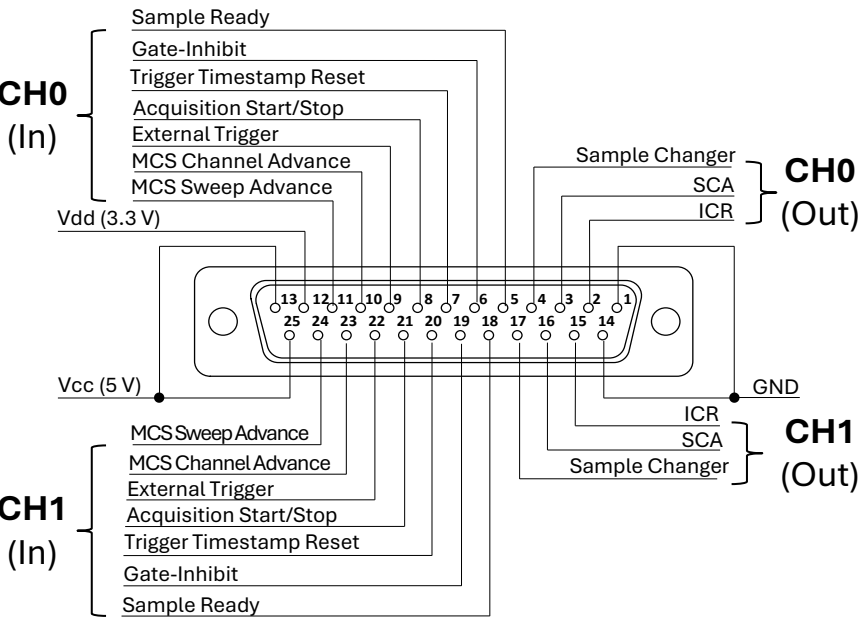 Sample Ready
Gate-Inhibit
Trigger Timestamp Reset
Acquisition Start/Stop
External Trigger
MCS Channel Advance
MCS Sweep Advance
CH0
(In)
Vdd (3.3 V)
Sample Changer
SCA
ICR
CH0
(Out)
13 12 11 10 9 8 7 6 5 4 3 2 1
25 24 23 22 21 20 19 18 17 16 15 14
Vcc (5 V)
GND
MCS Sweep Advance
MCS Channel Advance
External Trigger
Acquisition Start/Stop
Trigger Timestamp Reset
Gate-Inhibit
Sample Ready
CH1
(In)
ICR
SCA
Sample Changer
CH1
(Out)